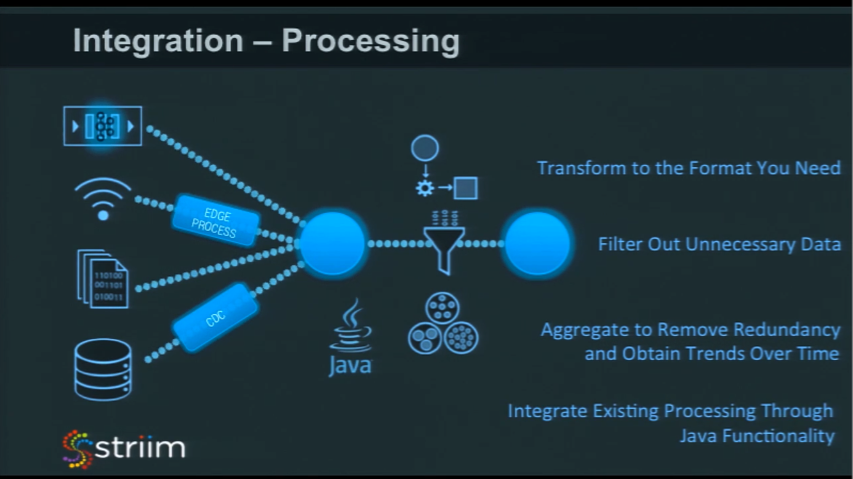 Integration – Processing
EDGE
PROCESS
110100
001101
010011
CDC
Java
Transform to the Format You Need
Filter Out Unnecessary Data
Aggregate to Remove Redundancy
and Obtain Trends Over Time
Integrate Existing Processing Through
Java Functionality
striim